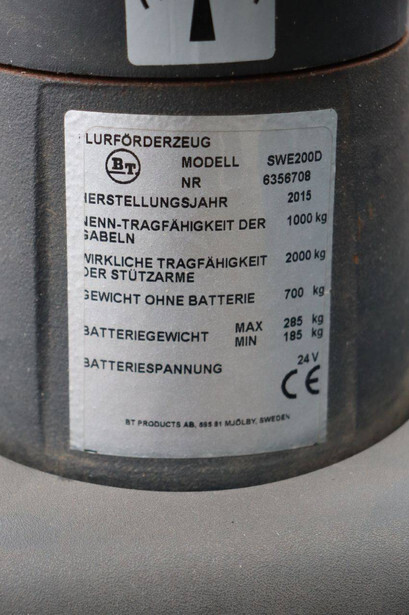 LURFÖRDERZEUG
BT
MODELL SWE200D
NR 6356708
HERSTELLUNGSJAHR 2015
NENN-TRAGFÄHIGKEIT DER 1000 kg
GABELN
WIRKLICHE TRAGFÄHIGKEIT 2000 kg
DER STÜTZARME
GEWICHT OHNE BATTERIE 700 kg
BATTERIEGEWICHT MAX 285 kg
MIN 185 kg
BATTERIESPANNUNG 24 V
CE
BT PRODUCTS AB, 595 81 MJÖLBY, SWEDEN